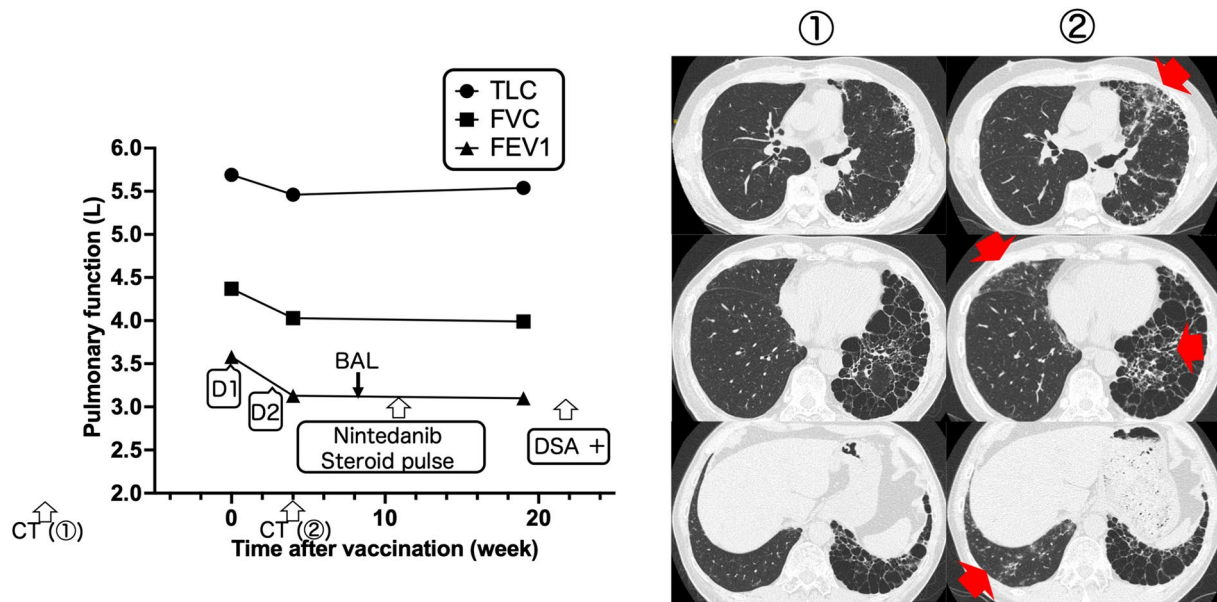 ① ②
TLC
FVC
FEV1
Pulmonary function (L)
6.0
5.5
5.0
4.5
4.0
3.5
3.0
2.5
2.0
D1
D2
BAL
Nintedanib
Steroid pulse
DSA +
0 10 20
CT (①)
CT (②)
Time after vaccination (week)